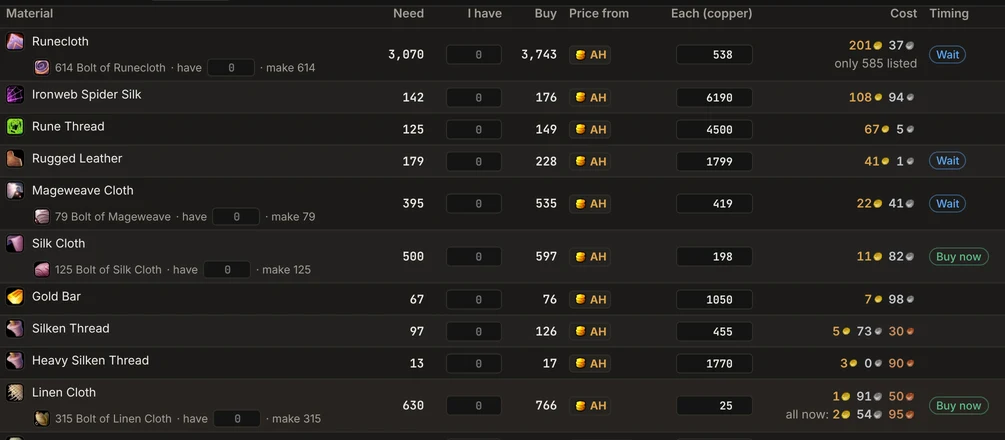 Material Need I have Buy Price from Each (copper) Cost Timing
Runecloth
3,070 0 3,743 AH 538 201 37 Wait
614 Bolt of Runecloth · have 0 · make 614
only 585 listed
Ironweb Spider Silk 142 0 176 AH 6190 108 94
Rune Thread 125 0 149 AH 4500 67 5
Rugged Leather 179 0 228 AH 1799 41 1 Wait
Mageweave Cloth
395 0 535 AH 419 22 41 Wait
79 Bolt of Mageweave · have 0 · make 79
Silk Cloth
500 0 597 AH 198 11 82 Buy now
125 Bolt of Silk Cloth · have 0 · make 125
Gold Bar 67 0 76 AH 1050 7 98
Silken Thread 97 0 126 AH 455 5 73 30
Heavy Silken Thread 13 0 17 AH 1770 3 0 90
Linen Cloth
630 0 766 AH 25 1 91 50 Buy now
315 Bolt of Linen Cloth · have 0 · make 315
all now: 2 54 95